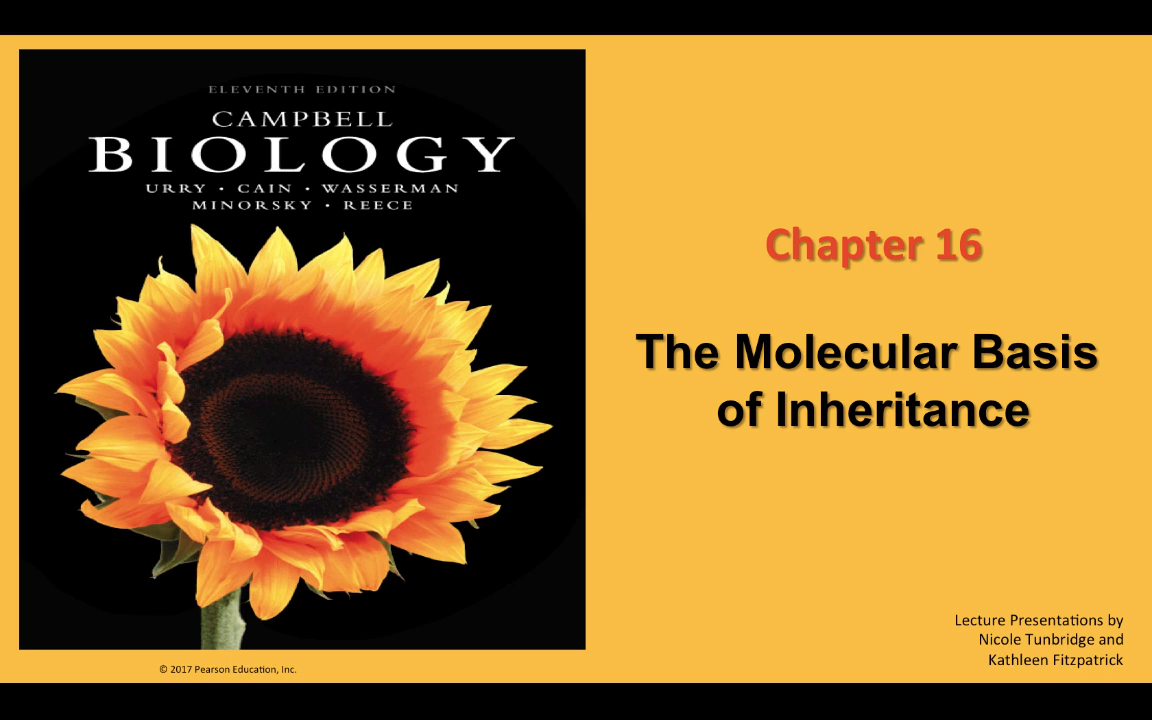 ELEVENTH EDITION
CAMPBELL
BIOLOGY
URRY • CAIN • WASSERMAN
MINORSKY • REECE
© 2017 Pearson Education, Inc.
Chapter 16
The Molecular Basis
of Inheritance
Lecture Presentations by
Nicole Tunbridge and
Kathleen Fitzpatrick